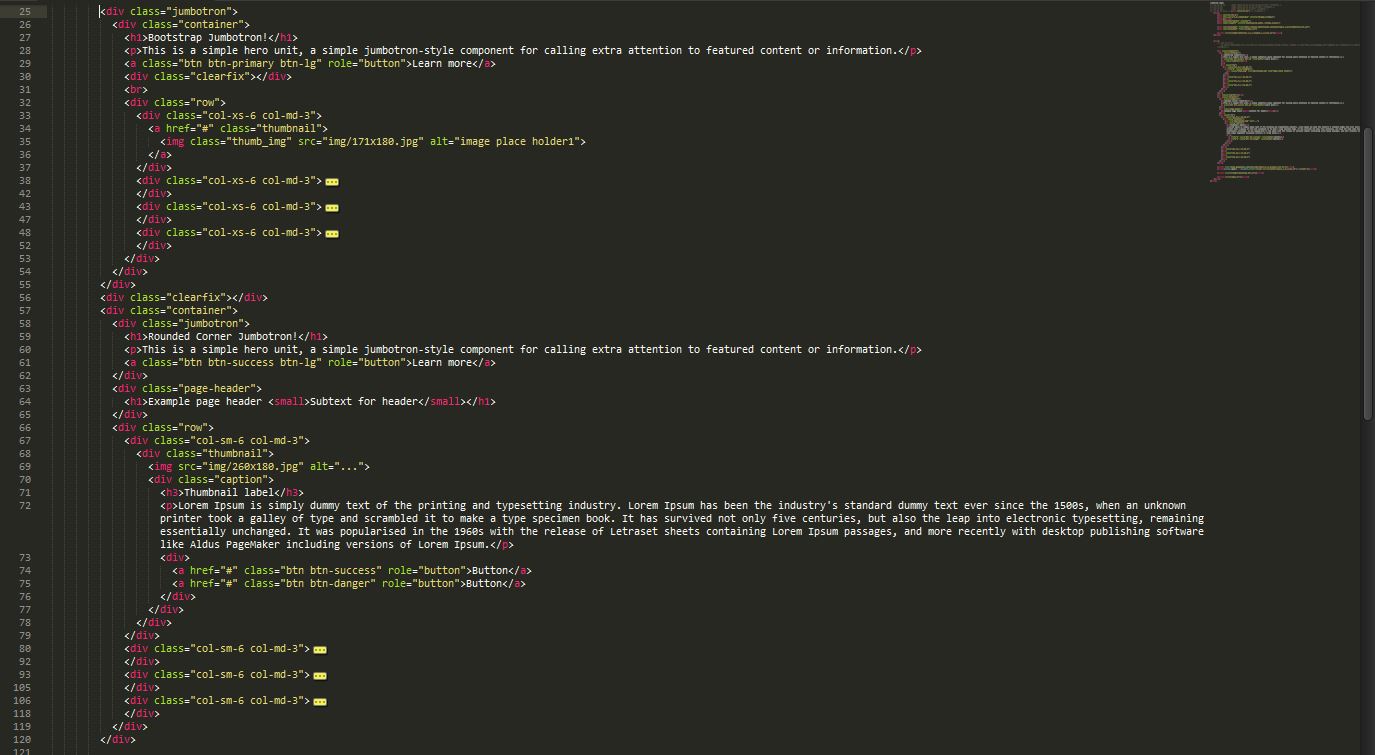 25 <div class="jumbotron">
26 <div class="container">
27 <h1>Bootstrap Jumbotron!</h1>
28 <p>This is a simple hero unit, a simple jumbotron-style component for calling extra attention to featured content or information.</p>
29 <a class="btn btn-primary btn-lg" role="button">Learn more</a>
30 <div class="clearfix"></div>
31 <br>
32 <div class="row">
33 <div class="col-xs-6 col-md-3">
34 <a href="#" class="thumbnail">
35 <img class="thumb_img" src="img/171x180.jpg" alt="image place holder1">
36 </a>
37 </div>
38 <div class="col-xs-6 col-md-3">
42 </div>
43 <div class="col-xs-6 col-md-3">
47 </div>
48 <div class="col-xs-6 col-md-3">
52 </div>
53 </div>
54 </div>
55 </div>
56 <div class="clearfix"></div>
57 <div class="container">
58 <div class="jumbotron">
59 <h1>Rounded Corner Jumbotron!</h1>
60 <p>This is a simple hero unit, a simple jumbotron-style component for calling extra attention to featured content or information.</p>
61 <a class="btn btn-success btn-lg" role="button">Learn more</a>
62 </div>
63 <div class="page-header">
64 <h1>Example page header <small>Subtext for header</small></h1>
65 </div>
66 <div class="row">
67 <div class="col-sm-6 col-md-3">
68 <div class="thumbnail">
69 <img src="img/260x180.jpg" alt="...">
70 <div class="caption">
71 <h3>Thumbnail label</h3>
72 <p>Lorem Ipsum is simply dummy text of the printing and typesetting industry. Lorem Ipsum has been the industry's standard dummy text ever since the 1500s, when an unknown
printer took a galley of type and scrambled it to make a type specimen book. It has survived not only five centuries, but also the leap into electronic typesetting, remaining
essentially unchanged. It was popularised in the 1960s with the release of Letraset sheets containing Lorem Ipsum passages, and more recently with desktop publishing software
like Aldus PageMaker including versions of Lorem Ipsum.</p>
73 <div>
74 <a href="#" class="btn btn-success" role="button">Button</a>
75 <a href="#" class="btn btn-danger" role="button">Button</a>
76 </div>
77 </div>
78 </div>
79 </div>
80 <div class="col-sm-6 col-md-3">
92 </div>
93 <div class="col-sm-6 col-md-3">
105 </div>
106 <div class="col-sm-6 col-md-3">
118 </div>
119 </div>
120 </div>
121